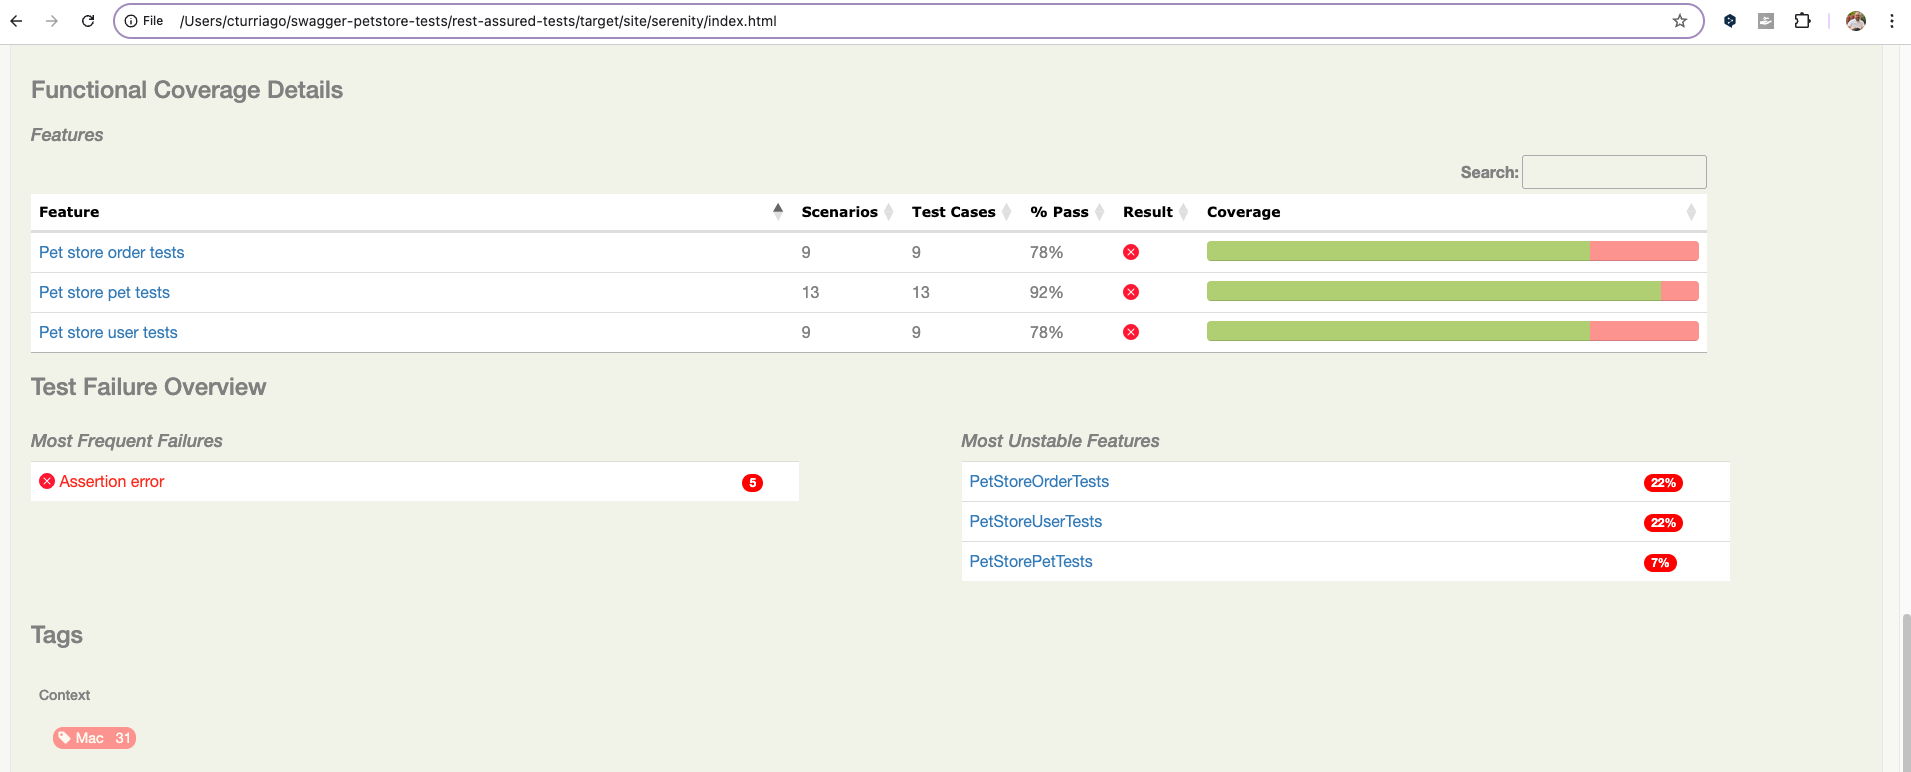 File /Users/cturriago/swagger-petstore-tests/rest-assured-tests/target/site/serenity/index.html
Functional Coverage Details
Features
Search:
Feature Scenarios Test Cases % Pass Result Coverage
Pet store order tests 9 9 78%
Pet store pet tests 13 13 92%
Pet store user tests 9 9 78%
Test Failure Overview
Most Frequent Failures
Assertion error 5
Most Unstable Features
PetStoreOrderTests 22%
PetStoreUserTests 22%
PetStorePetTests 7%
Tags
Context
Mac 31